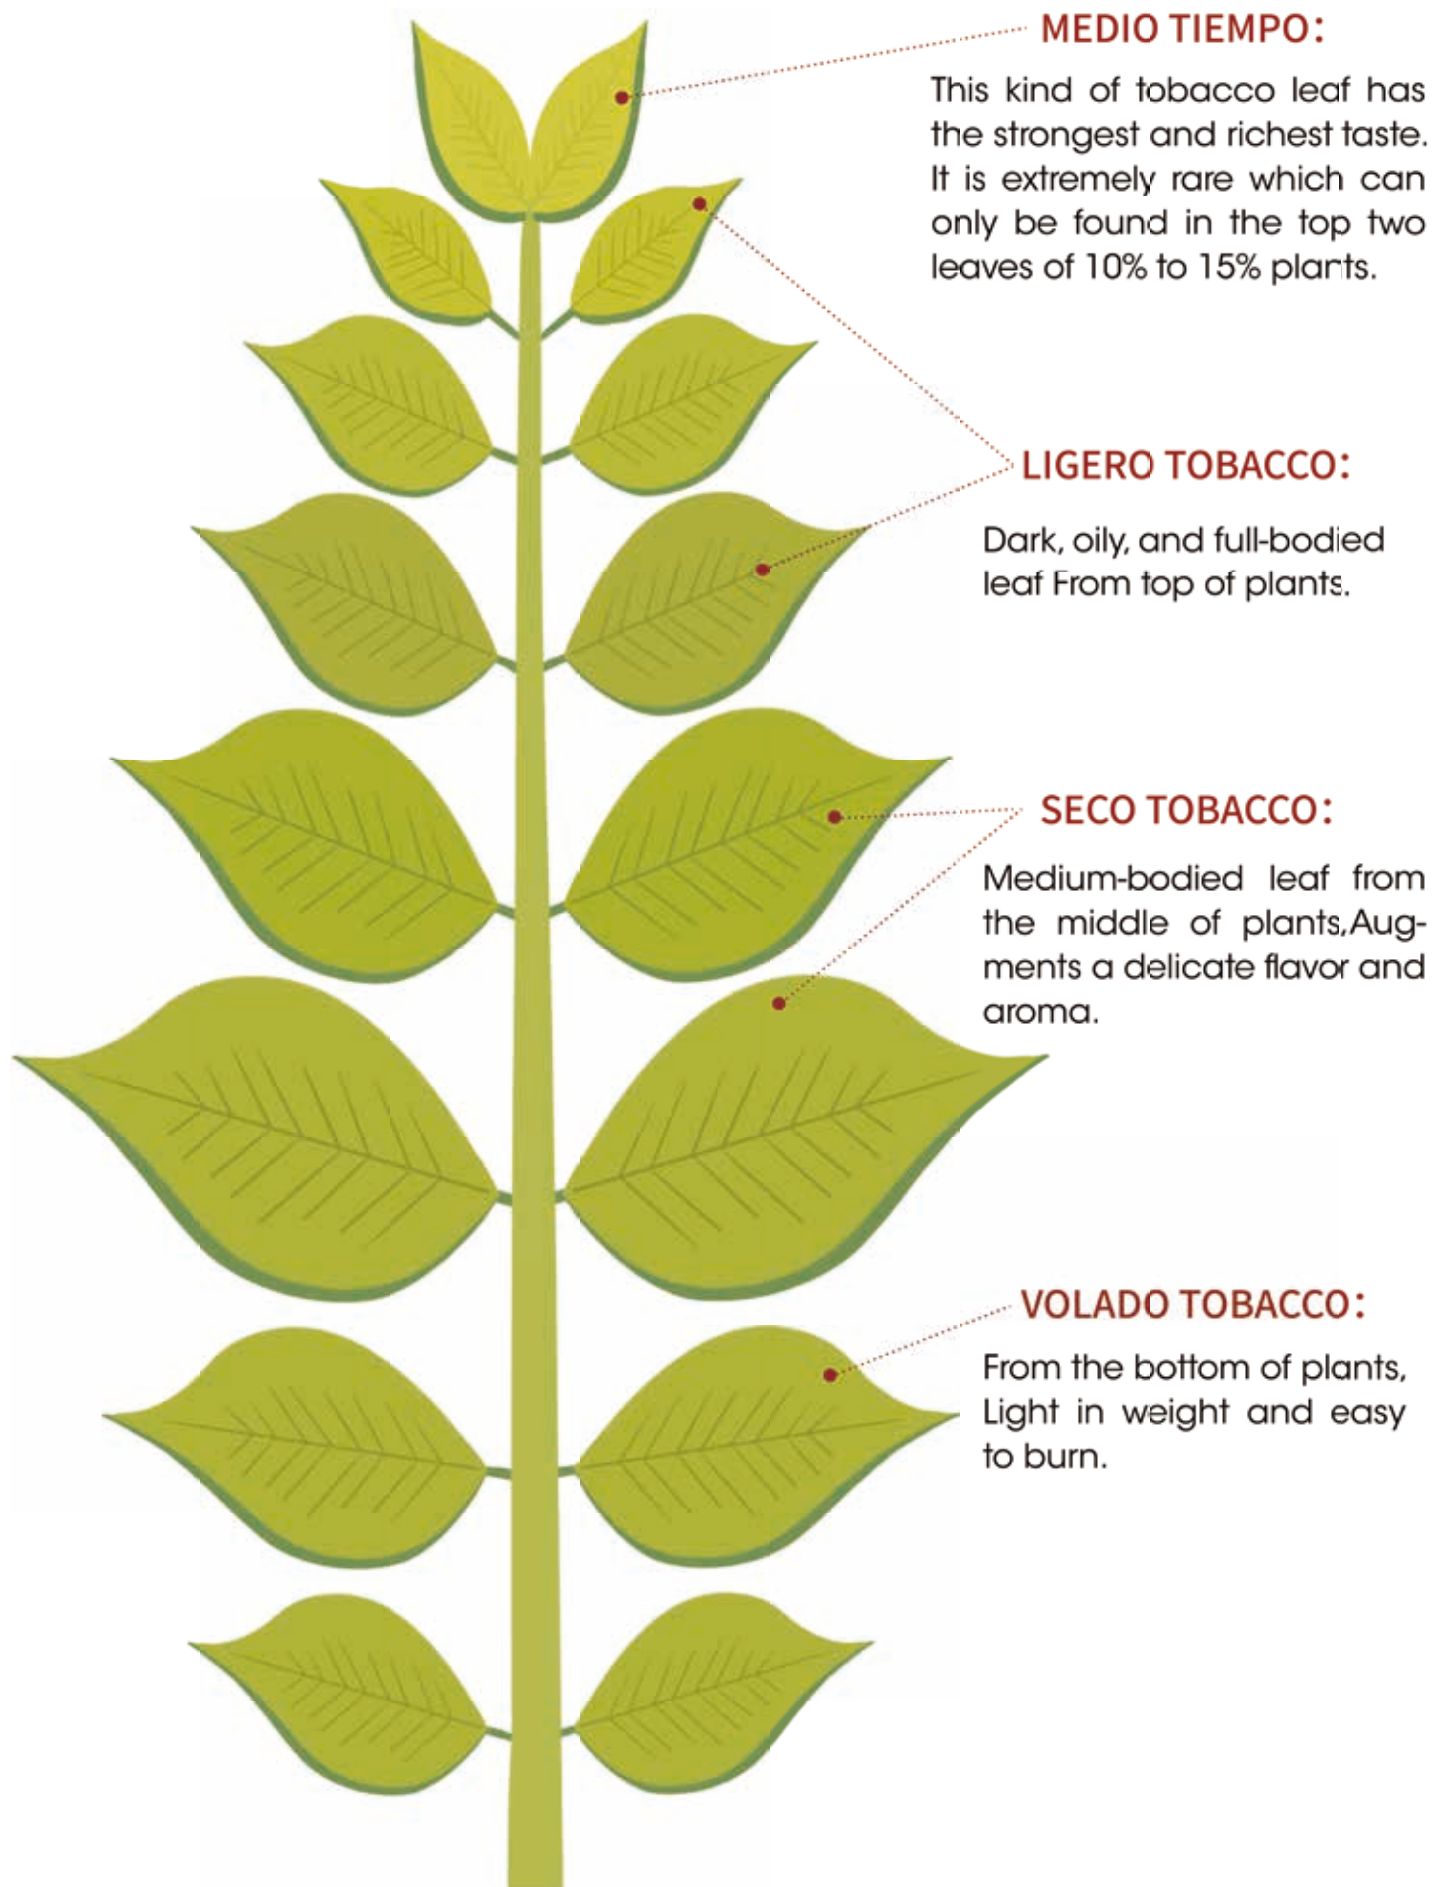 MEDIO TIEMPO:
This kind of tobacco leaf has
the strongest and richest taste.
It is extremely rare which can
only be found in the top two
leaves of 10% to 15% plants.
LIGERO TOBACCO:
Dark, oily, and full-bodied
leaf From top of plants.
SECO TOBACCO:
Medium-bodied leaf from
the middle of plants,Aug-
ments a delicate flavor and
aroma.
VOLADO TOBACCO:
From the bottom of plants,
Light in weight and easy
to burn.